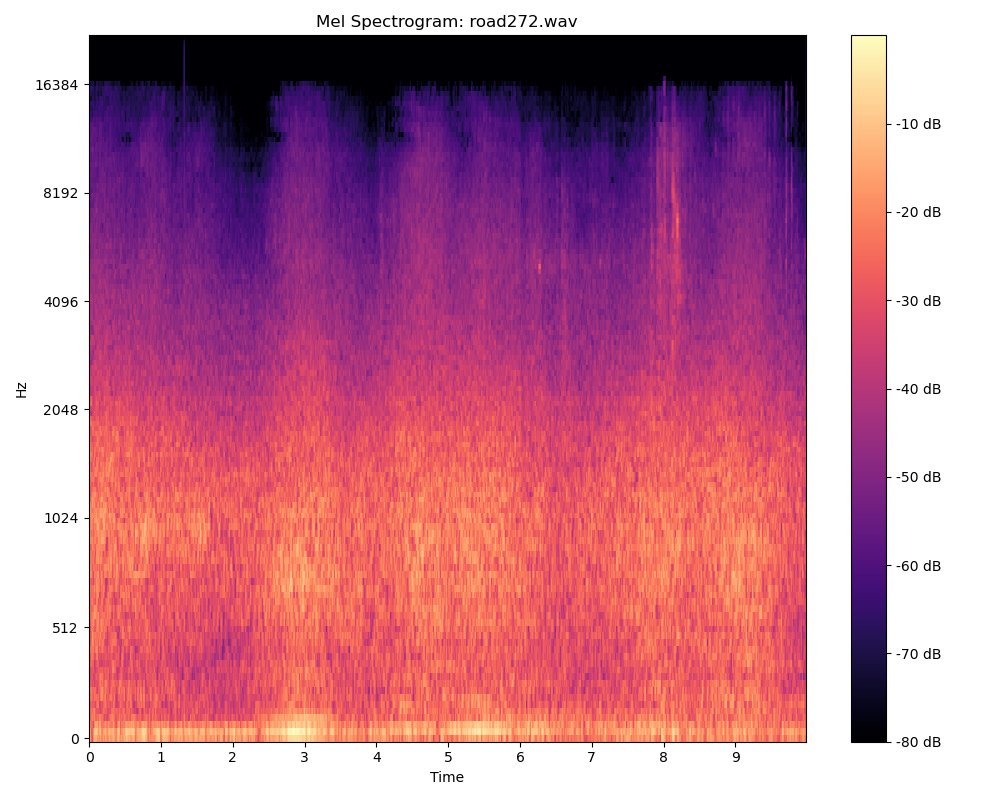 Mel Spectrogram: road272.wav
16384
8192
4096
2048
1024
512
0
Hz
0 1 2 3 4 5 6 7 8 9
Time
-10 dB
-20 dB
-30 dB
-40 dB
-50 dB
-60 dB
-70 dB
-80 dB